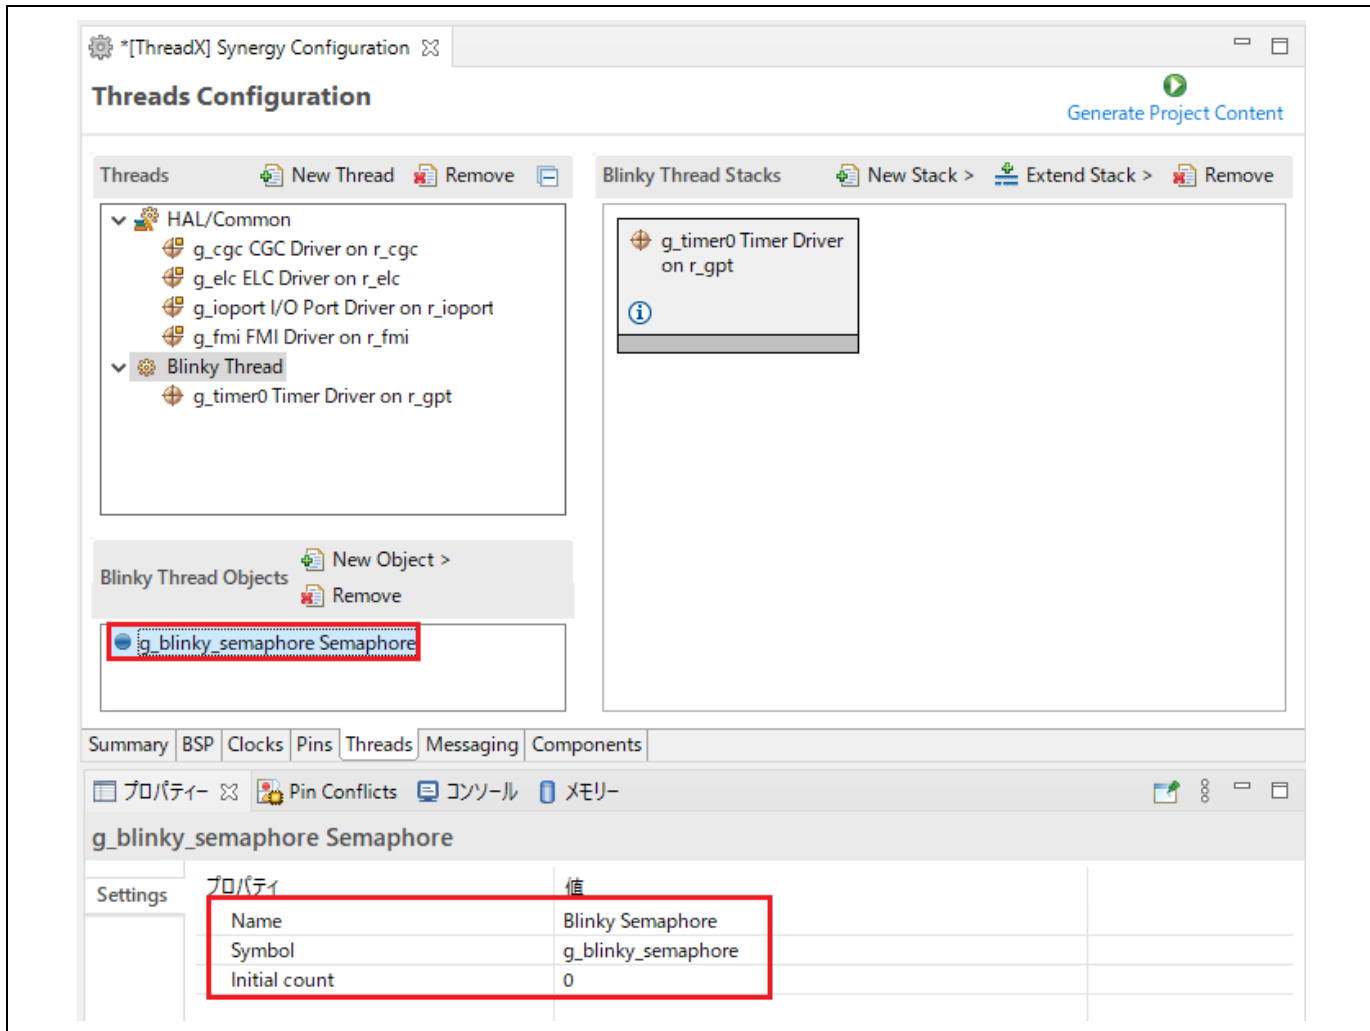 *[ThreadX] Synergy Configuration
Threads Configuration
Generate Project Content
Threads
New Thread
Remove
HAL/Common
g_cgc CGC Driver on r_cgc
g_elc ELC Driver on r_elc
g_ioport I/O Port Driver on r_ioport
g_fmi FMI Driver on r_fmi
Blinky Thread
g_timer0 Timer Driver on r_gpt
Blinky Thread Stacks
New Stack >
Extend Stack >
Remove
g_timer0 Timer Driver
on r_gpt
Blinky Thread Objects
New Object >
Remove
g_blinky_semaphore Semaphore
Summary BSP Clocks Pins Threads Messaging Components
プロパティー Pin Conflicts コンソール メモリー
g_blinky_semaphore Semaphore
Settings
プロパティ 値
Name Blinky Semaphore
Symbol g_blinky_semaphore
Initial count 0